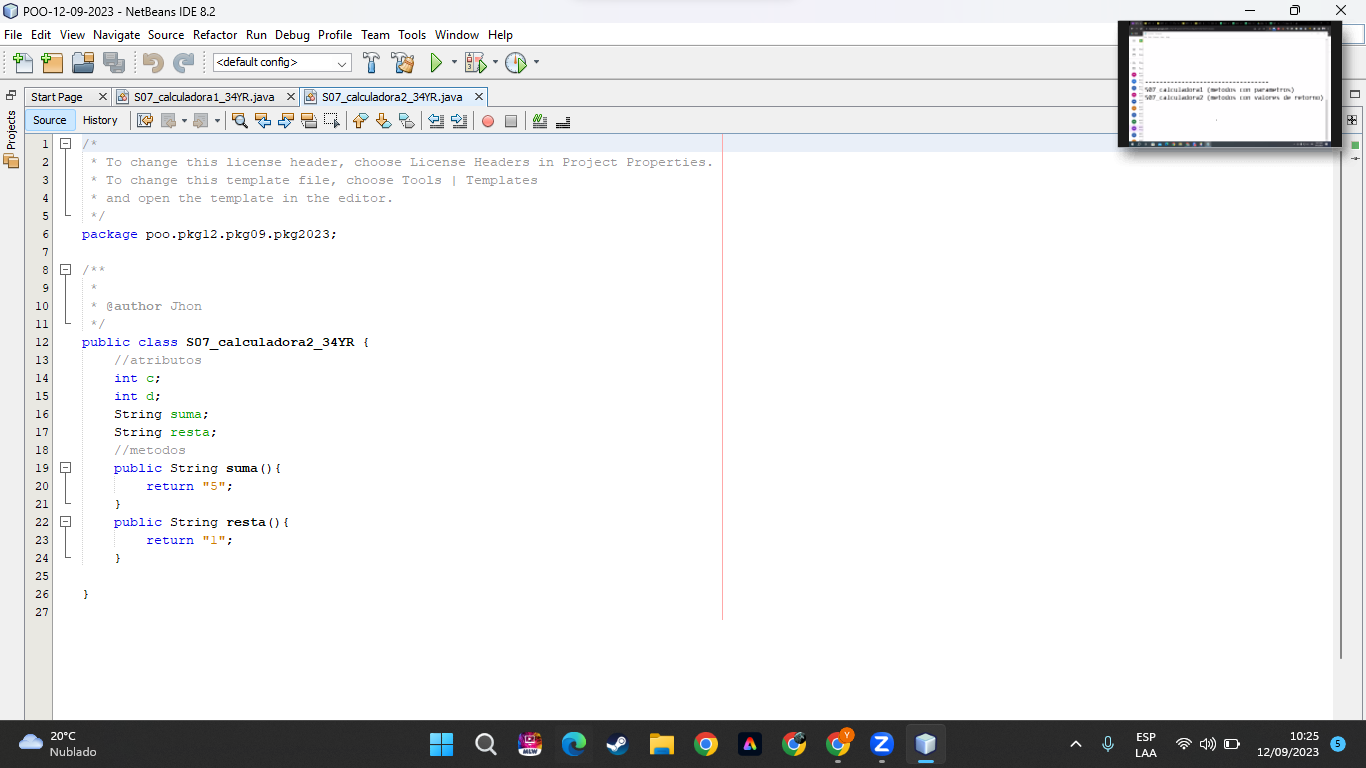 POO-12-09-2023 - NetBeans IDE 8.2
File Edit View Navigate Source Refactor Run Debug Profile Team Tools Window Help
<default config>
Start Page S07_calculadora1_34YR.java S07_calculadora2_34YR.java
Projects
Source History
1 /*
2 * To change this license header, choose License Headers in Project Properties.
3 * To change this template file, choose Tools | Templates
4 * and open the template in the editor.
5 */
6 package poo.pkg12.pkg09.pkg2023;
7
8 /**
9 *
10 * @author Jhon
11 */
12 public class S07_calculadora2_34YR {
13 //atributos
14 int c;
15 int d;
16 String suma;
17 String resta;
18 //metodos
19 public String suma(){
20 return "5";
21 }
22 public String resta(){
23 return "1";
24 }
25
26 }
27
S07 calculadora1 (metodos con parametros)
S07_calculadora2 (metodos con valores de retorno)
20°C
Nublado
MLW
Y
ESP
LAA
10:25
12/09/2023
5